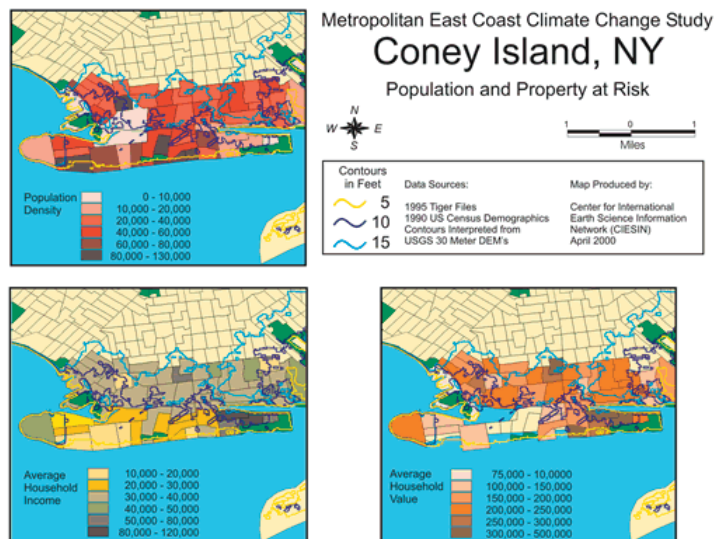 Metropolitan East Coast Climate Change Study
Coney Island, NY
Population and Property at Risk
N
W E
S
1 0 1
Miles
Contours
in Feet
5
10
15
Data Sources:
1995 Tiger Files
1990 US Census Demographics
Contours Interpreted from
USGS 30 Meter DEM's
Map Produced by:
Center for International
Earth Science Information
Network (CIESIN)
April 2000
Population
Density
0 - 10,000
10,000 - 20,000
20,000 - 40,000
40,000 - 60,000
60,000 - 80,000
80,000 - 130,000
Average
Household
Income
10,000 - 20,000
20,000 - 30,000
30,000 - 40,000
40,000 - 50,000
50,000 - 80,000
80,000 - 120,000
Average
Household
Value
75,000 - 10,0000
100,000 - 150,000
150,000 - 200,000
200,000 - 250,000
250,000 - 300,000
300,000 - 500,000